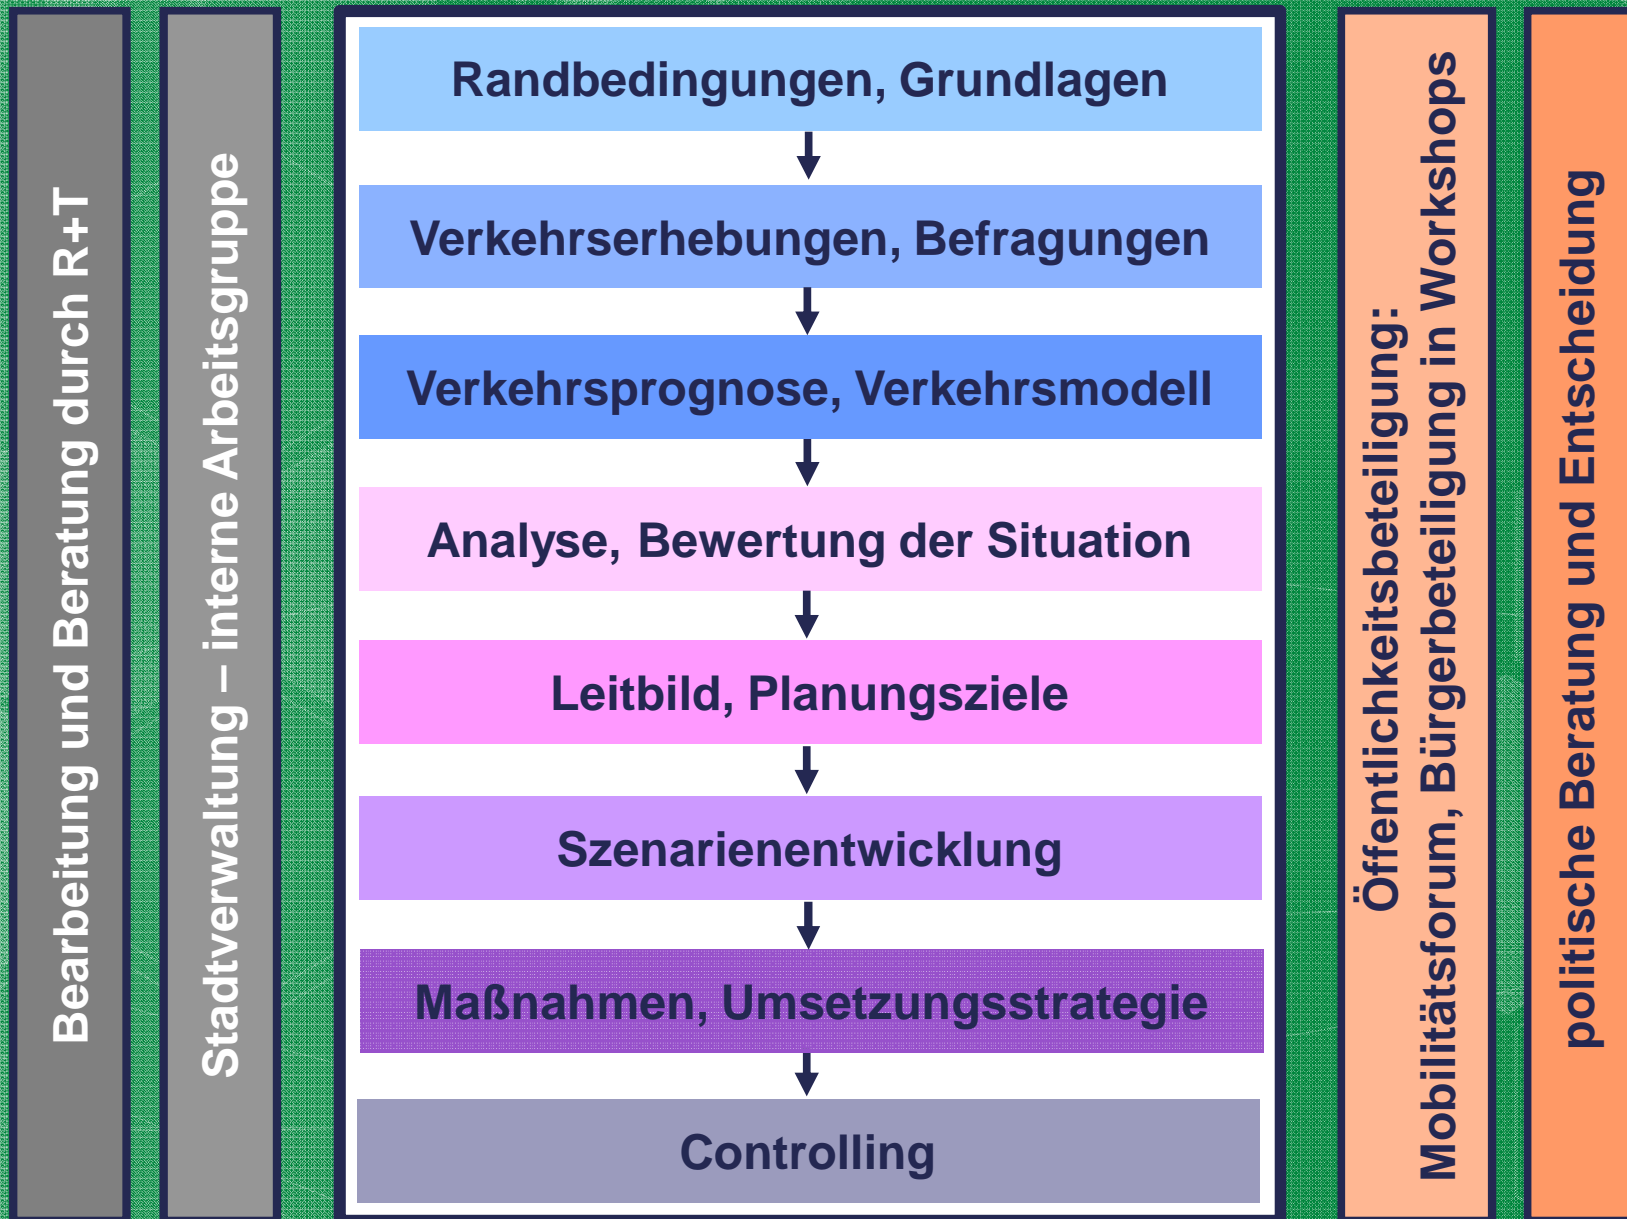 Bearbeitung und Beratung durch R+T
Stadtverwaltung – interne Arbeitsgruppe
Randbedingungen, Grundlagen
Verkehrserhebungen, Befragungen
Verkehrsprognose, Verkehrsmodell
Analyse, Bewertung der Situation
Leitbild, Planungsziele
Szenarienentwicklung
Maßnahmen, Umsetzungsstrategie
Controlling
Öffentlichkeitsbeteiligung:
Mobilitätsforum, Bürgerbeteiligung in Workshops
politische Beratung und Entscheidung